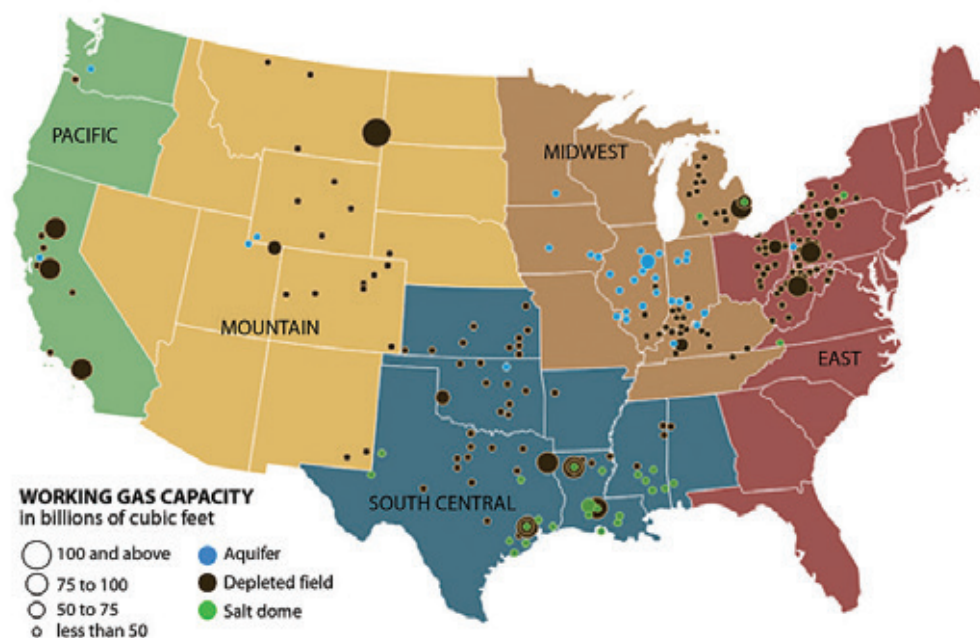 PACIFIC
MIDWEST
MOUNTAIN
EAST
SOUTH CENTRAL
WORKING GAS CAPACITY
in billions of cubic feet
100 and above
75 to 100
50 to 75
less than 50
Aquifer
Depleted field
Salt dome